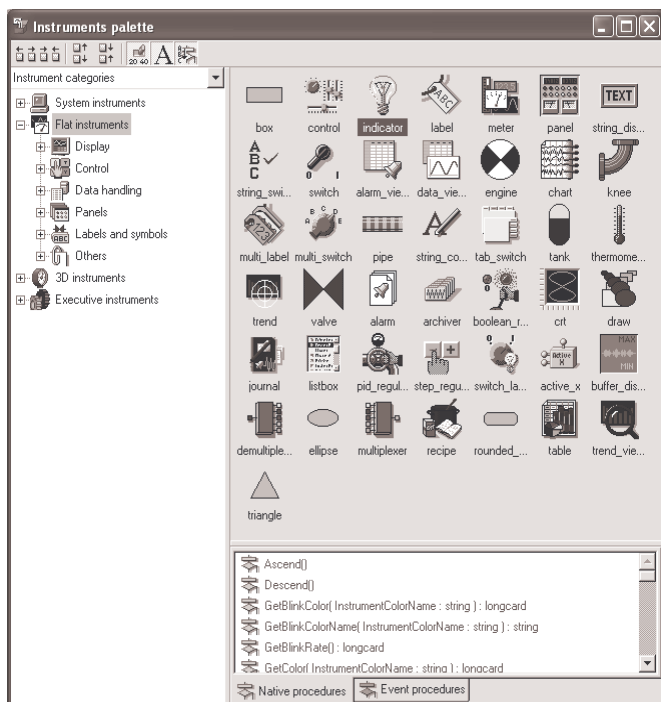 Instruments palette
20 40 A
Instrument categories
System instruments
Flat instruments
Display
Control
Data handling
Panels
Labels and symbols
Others
3D instruments
Executive instruments
box control indicator label meter panel string_dis...
string_swi... switch alarm_vie... data_vie... engine chart knee
multi_label multi_switch pipe string_co... tab_switch tank thermome...
trend valve alarm archiver boolean_r... crt draw
journal listbox pid_regul... step_regu... switch_la... active_x buffer_dis...
demultiple... ellipse multiplexer recipe rounded_... table trend_vie...
triangle
Ascend()
Descend()
GetBlinkColor( InstrumentColorName : string ) : longcard
GetBlinkColorName( InstrumentColorName : string ) : string
GetBlinkRate() : longcard
GetColor( InstrumentColorName : string ) : longcard
Native procedures Event procedures